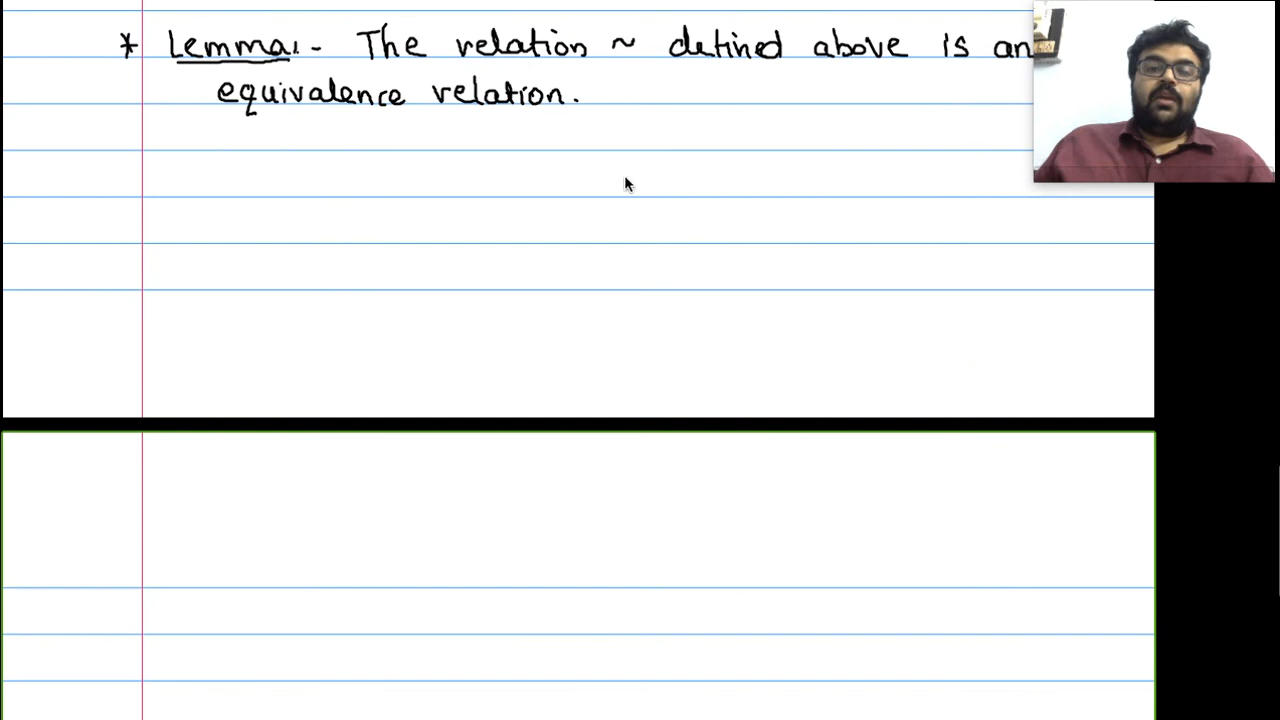 * Lemma:- The relation ~ defined above is an
equivalence relation.